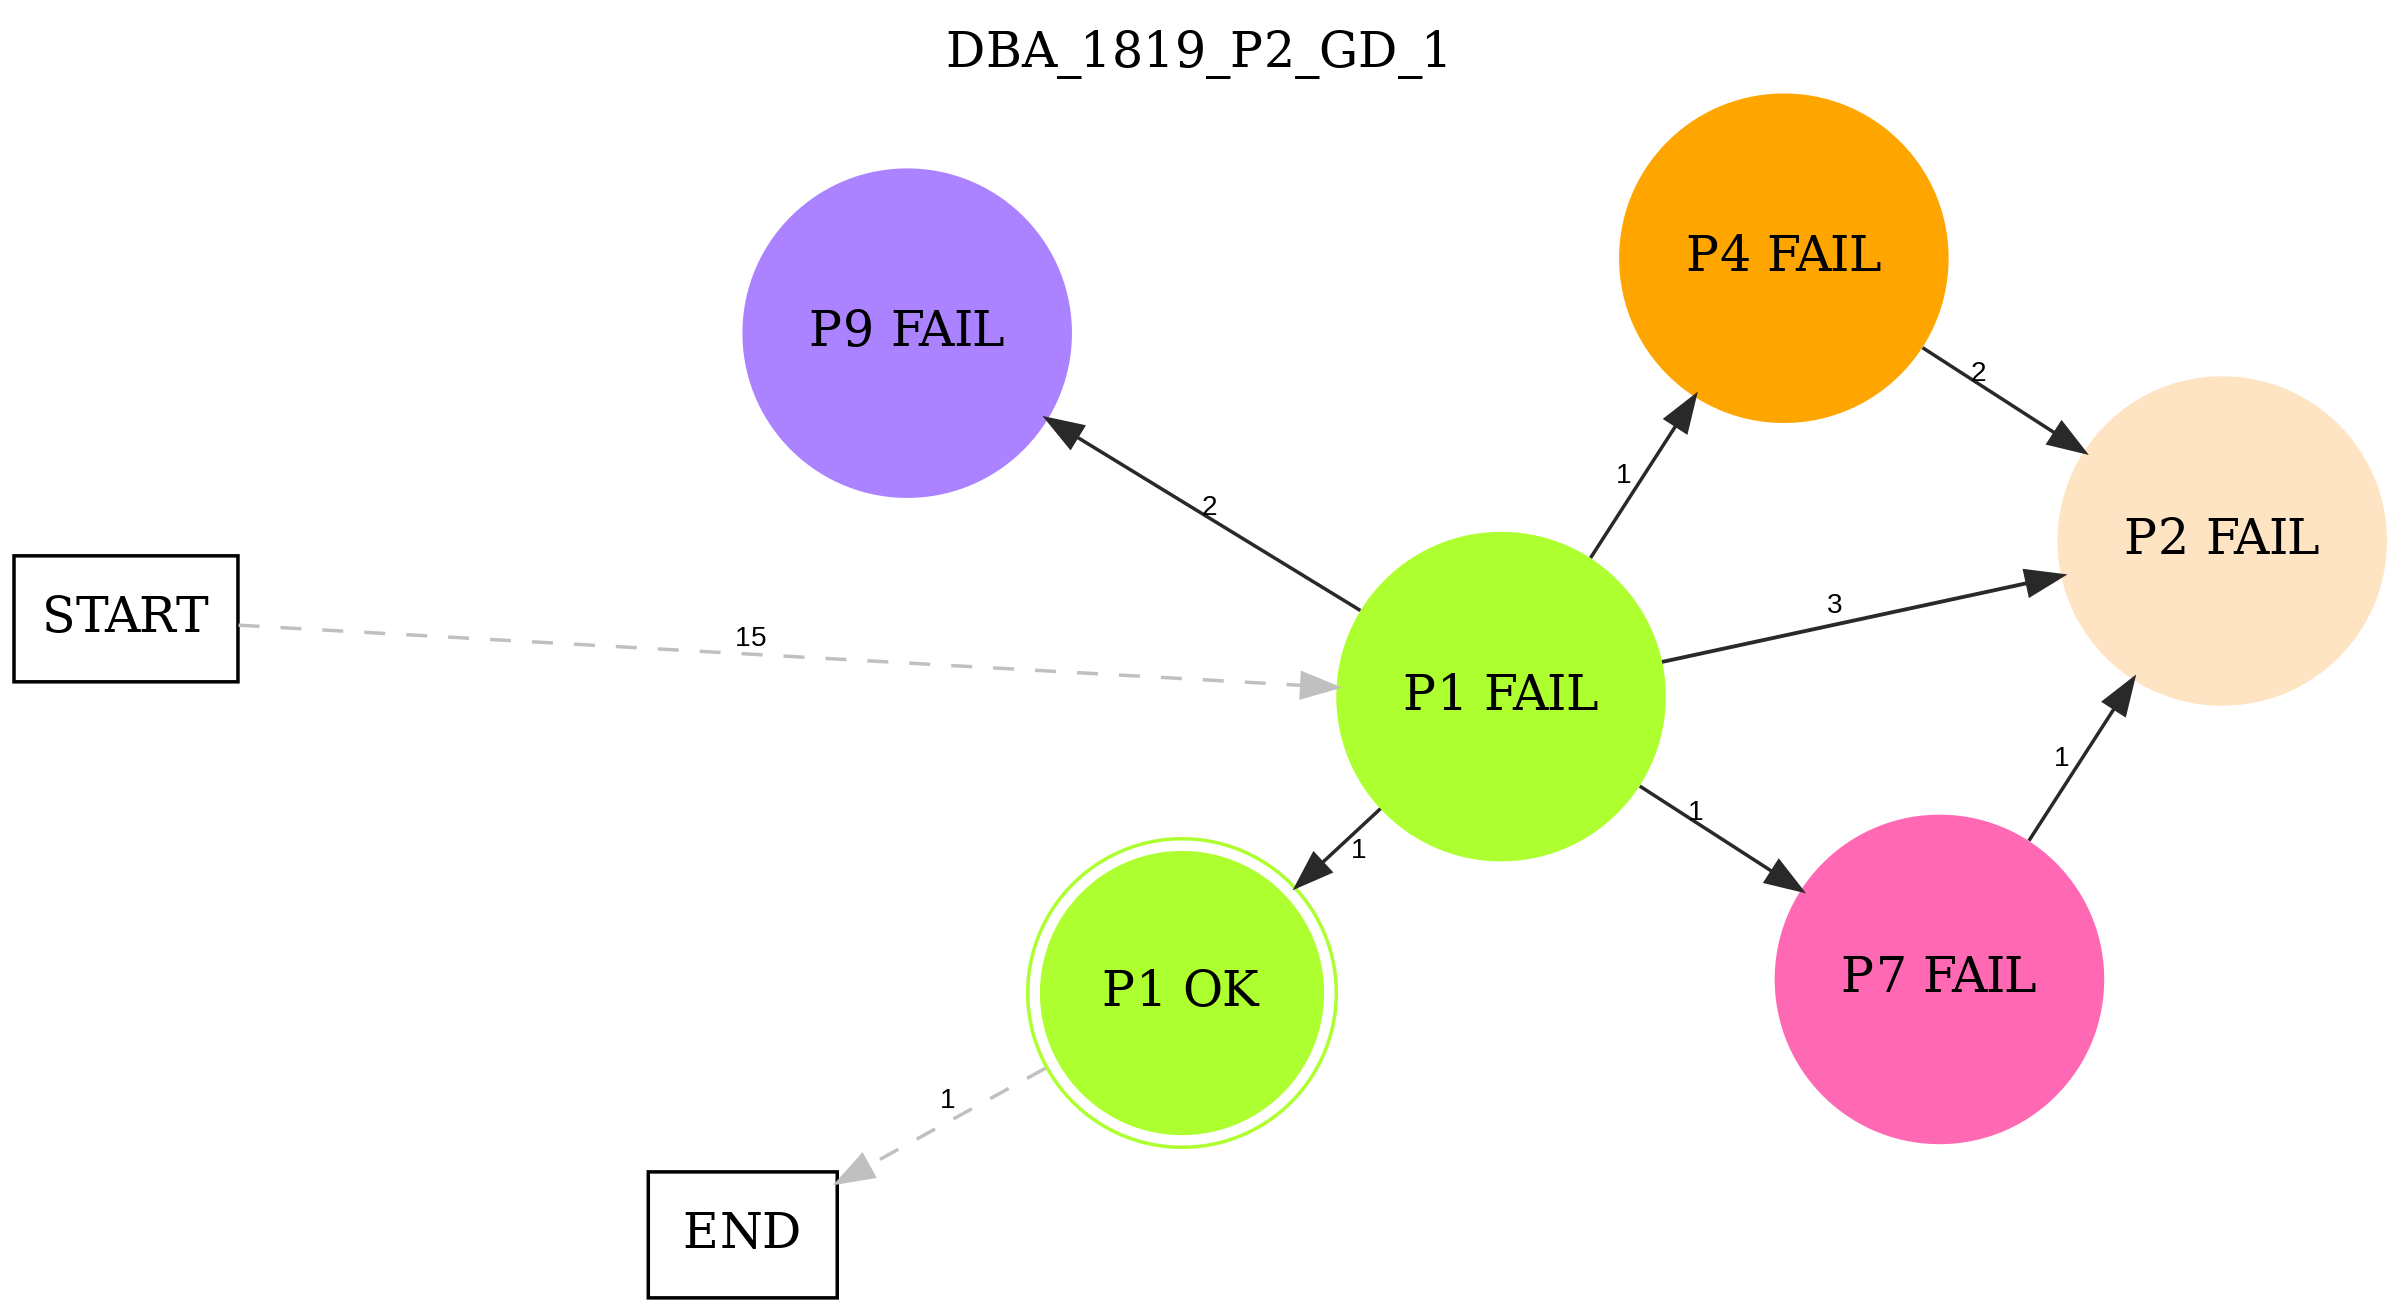 DBA_1819_P2_GD_1
P4 FAIL
P9 FAIL
2
1
2
P2 FAIL
START
15
3
P1 FAIL
1
1
1
P7 FAIL
P1 OK
1
END